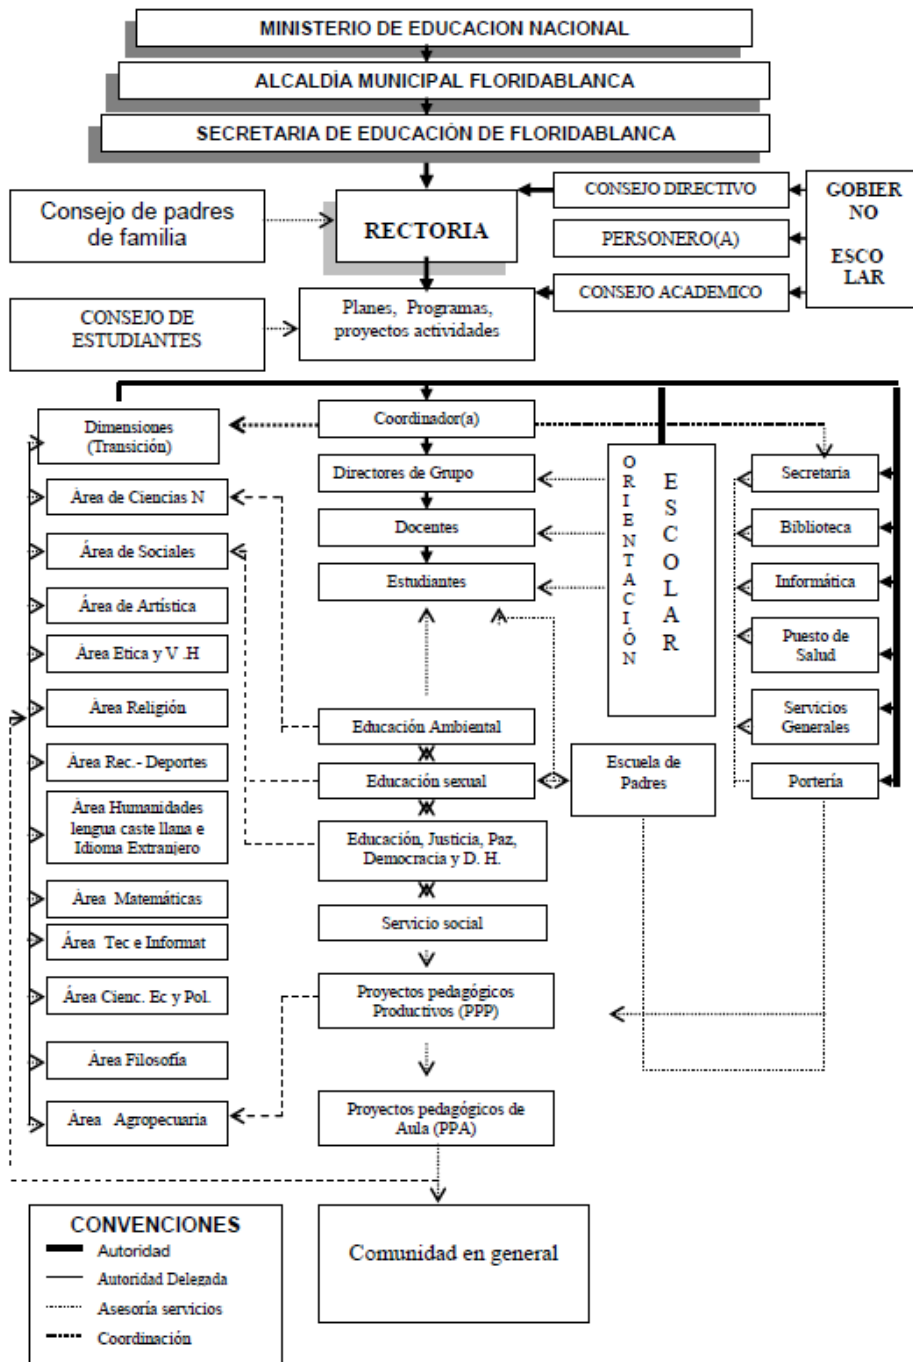 MINISTERIO DE EDUCACION NACIONAL
ALCALDÍA MUNICIPAL FLORIDABLANCA
SECRETARIA DE EDUCACIÓN DE FLORIDABLANCA
Consejo de padres
de familia
RECTORIA
CONSEJO DIRECTIVO
PERSONERO(A)
CONSEJO ACADEMICO
GOBIER
NO
ESCO
LAR
CONSEJO DE
ESTUDIANTES
Planes, Programas,
proyectos actividades
Dimensiones
(Transición)
Área de Ciencias N
Área de Sociales
Área de Artística
Área Etica y V .H
Área Religión
Área Rec.- Deportes
Área Humanidades
lengua caste llana e
Idioma Extranjero
Área Matemáticas
Área Tec e Informat
Área Cienc. Ec y Pol.
Área Filosofía
Área Agropecuaria
Coordinador(a)
Directores de Grupo
Docentes
Estudiantes
Educación Ambiental
Educación sexual
Educación, Justicia, Paz,
Democracia y D. H.
Servicio social
Proyectos pedagógicos
Productivos (PPP)
Proyectos pedagógicos de
Aula (PPA)
ORIENTACIÓN
ESCOLAR
Escuela de
Padres
Secretaria
Biblioteca
Informática
Puesto de
Salud
Servicios
Generales
Portería
CONVENCIONES
Autoridad
Autoridad Delegada
Asesoría servicios
Coordinación
Comunidad en general